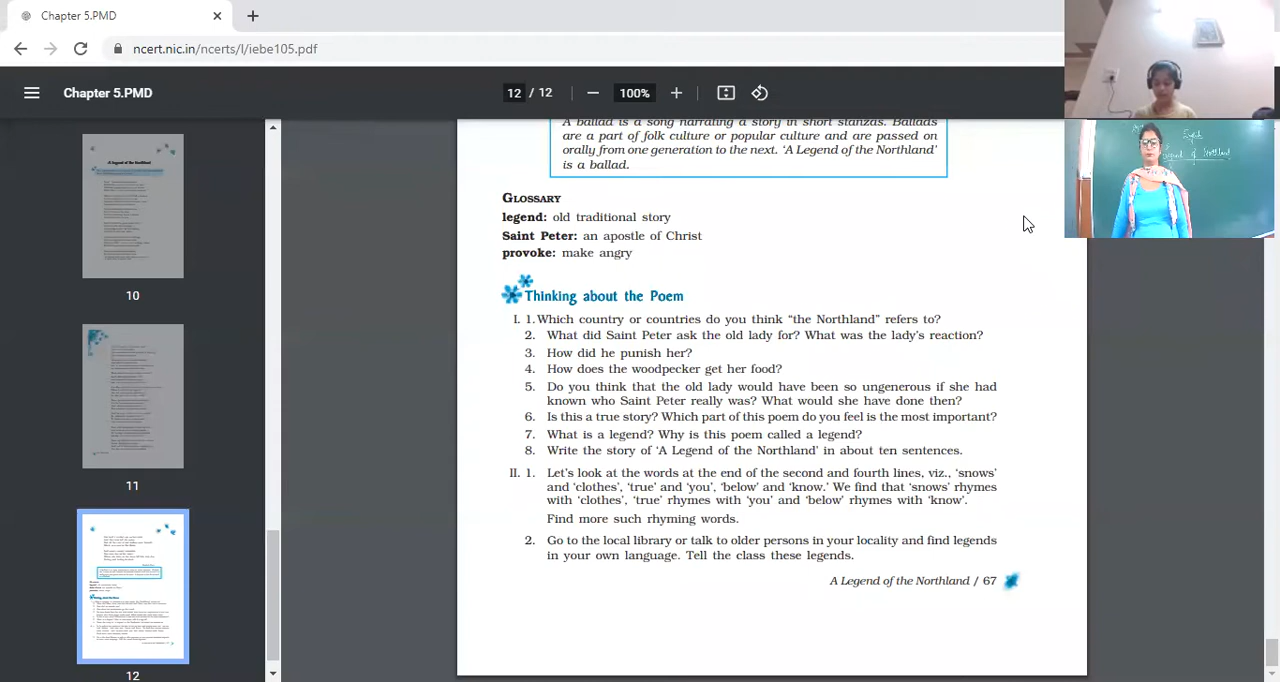 Chapter 5.PMD
ncert.nic.in/ncerts/l/iebe105.pdf
Chapter 5.PMD
12 / 12
100%
A ballad is a song narrating a story in short stanzas. Ballads
are a part of folk culture or popular culture and are passed on
orally from one generation to the next. ‘A Legend of the Northland’
is a ballad.
GLOSSARY
legend: old traditional story
Saint Peter: an apostle of Christ
provoke: make angry
Thinking about the Poem
I. 1. Which country or countries do you think “the Northland” refers to?
2. What did Saint Peter ask the old lady for? What was the lady’s reaction?
3. How did he punish her?
4. How does the woodpecker get her food?
5. Do you think that the old lady would have been so ungenerous if she had
known who Saint Peter really was? What would she have done then?
6. Is this a true story? Which part of this poem do you feel is the most important?
7. What is a legend? Why is this poem called a legend?
8. Write the story of ‘A Legend of the Northland’ in about ten sentences.
II. 1. Let’s look at the words at the end of the second and fourth lines, viz., ‘snows’
and ‘clothes’, ‘true’ and ‘you’, ‘below’ and ‘know.’ We find that ‘snows’ rhymes
with ‘clothes’, ‘true’ rhymes with ‘you’ and ‘below’ rhymes with ‘know’.
Find more such rhyming words.
2. Go to the local library or talk to older persons in your locality and find legends
in your own language. Tell the class these legends.
A Legend of the Northland / 67
A Legend of the Northland
10
11
12
English
Legend of Northland